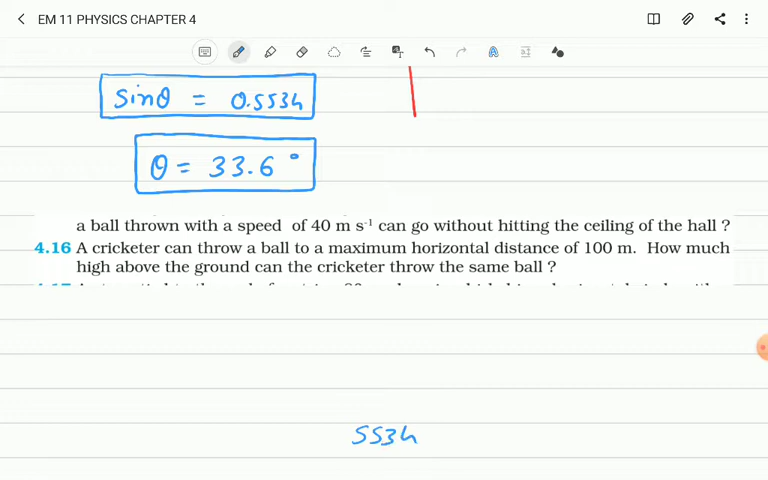 EM 11 PHYSICS CHAPTER 4
sinθ = 0.5534
θ = 33.6°
a ball thrown with a speed of 40 m s⁻¹ can go without hitting the ceiling of the hall ?
4.16 A cricketer can throw a ball to a maximum horizontal distance of 100 m. How much
high above the ground can the cricketer throw the same ball ?
5534